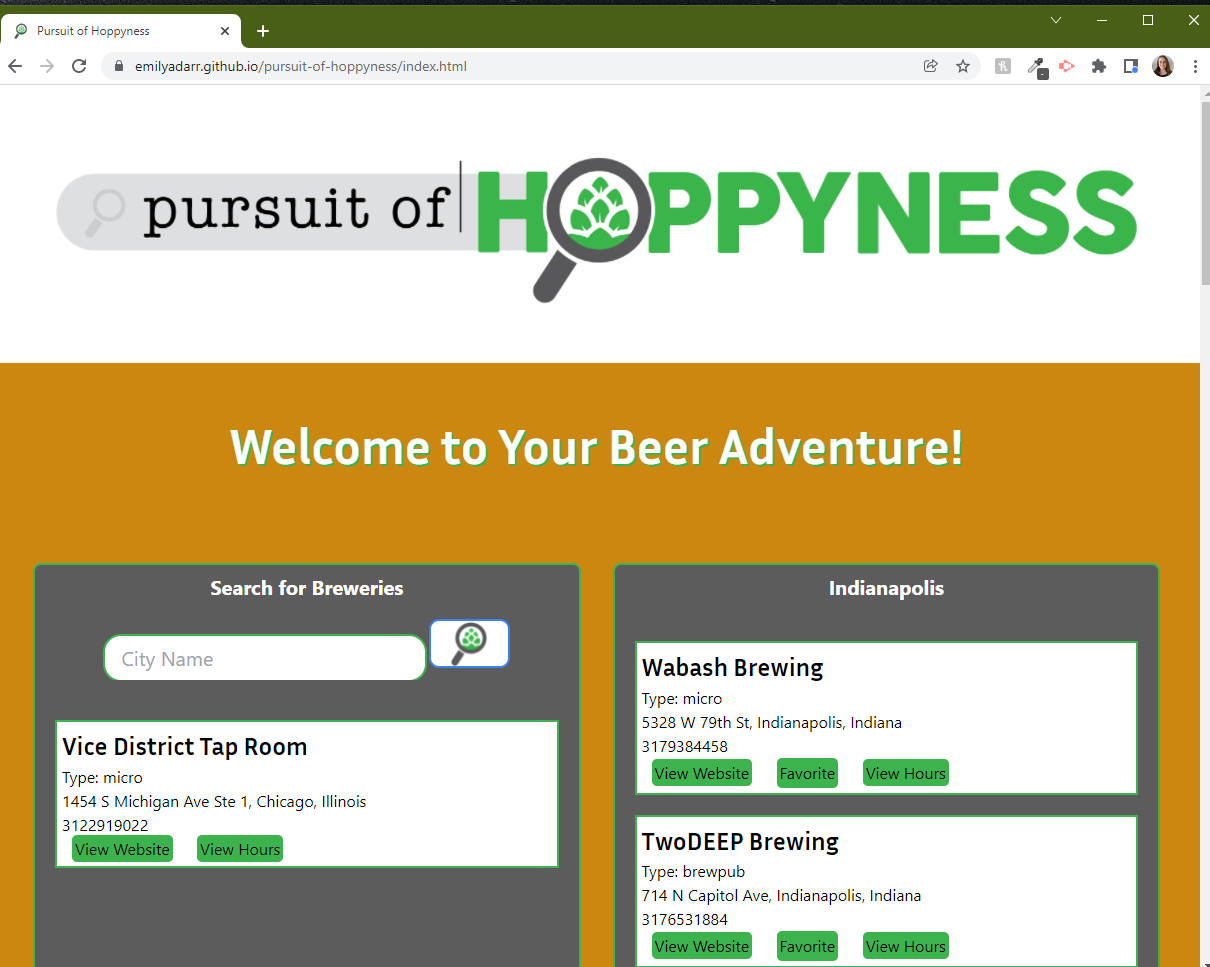 Pursuit of Hoppyness
emilyadarr.github.io/pursuit-of-hoppyness/index.html
pursuit of HOPPYNESS
Welcome to Your Beer Adventure!
Search for Breweries
City Name
Vice District Tap Room
Type: micro
1454 S Michigan Ave Ste 1, Chicago, Illinois
3122919022
View Website View Hours
Indianapolis
Wabash Brewing
Type: micro
5328 W 79th St, Indianapolis, Indiana
3179384458
View Website Favorite View Hours
TwoDEEP Brewing
Type: brewpub
714 N Capitol Ave, Indianapolis, Indiana
3176531884
View Website Favorite View Hours